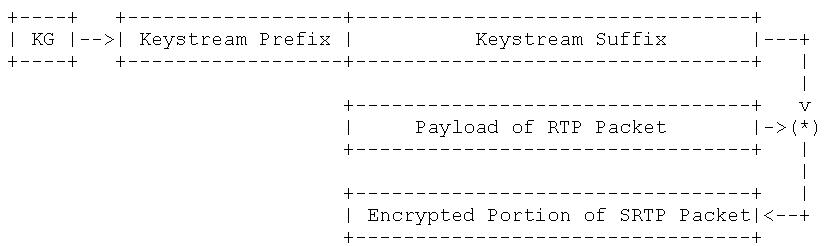 +----+   +------------------+---------------------------------+
| KG |-->| Keystream Prefix |          Keystream Suffix       |---+
+----+   +------------------+---------------------------------+   |
                                                                  |
                            +---------------------------------+   v
                            |     Payload of RTP Packet       |->(*)
                            +---------------------------------+   |
                                                                  |
                            +---------------------------------+   |
                            | Encrypted Portion of SRTP Packet|<--+
                            +---------------------------------+